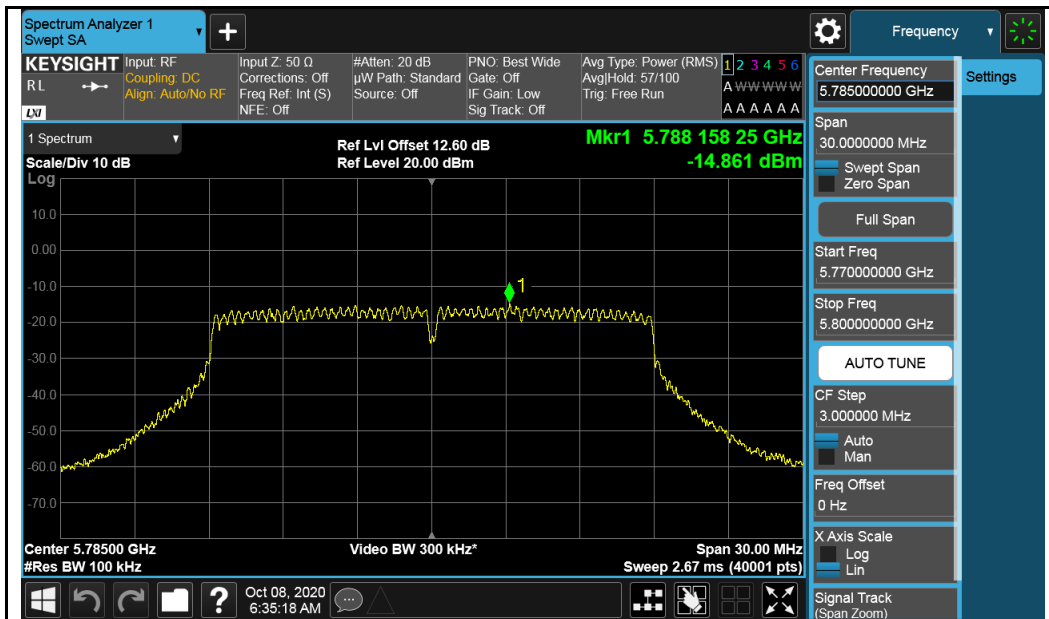 Spectrum Analyzer 1
Swept SA
+
Frequency
KEYSIGHT
RL
LXI
Input: RF
Coupling: DC
Align: Auto/No RF
Input Z: 50 Ω
Corrections: Off
Freq Ref: Int (S)
NFE: Off
#Atten: 20 dB
µW Path: Standard
Source: Off
PNO: Best Wide
Gate: Off
IF Gain: Low
Sig Track: Off
Avg Type: Power (RMS)
Avg|Hold: 57/100
Trig: Free Run
1 2 3 4 5 6
A W W W W W
A A A A A A
1 Spectrum
Scale/Div 10 dB
Log
Ref Lvl Offset 12.60 dB
Ref Level 20.00 dBm
Mkr1 5.788 158 25 GHz
-14.861 dBm
10.0
0.00
-10.0
-20.0
-30.0
-40.0
-50.0
-60.0
-70.0
1
Center 5.78500 GHz
#Res BW 100 kHz
Video BW 300 kHz*
Span 30.00 MHz
Sweep 2.67 ms (40001 pts)
Center Frequency
5.785000000 GHz
Span
30.0000000 MHz
Swept Span
Zero Span
Full Span
Start Freq
5.770000000 GHz
Stop Freq
5.800000000 GHz
AUTO TUNE
CF Step
3.000000 MHz
Auto
Man
Freq Offset
0 Hz
X Axis Scale
Log
Lin
Signal Track
(Span Zoom)
Settings
?
Oct 08, 2020
6:35:18 AM